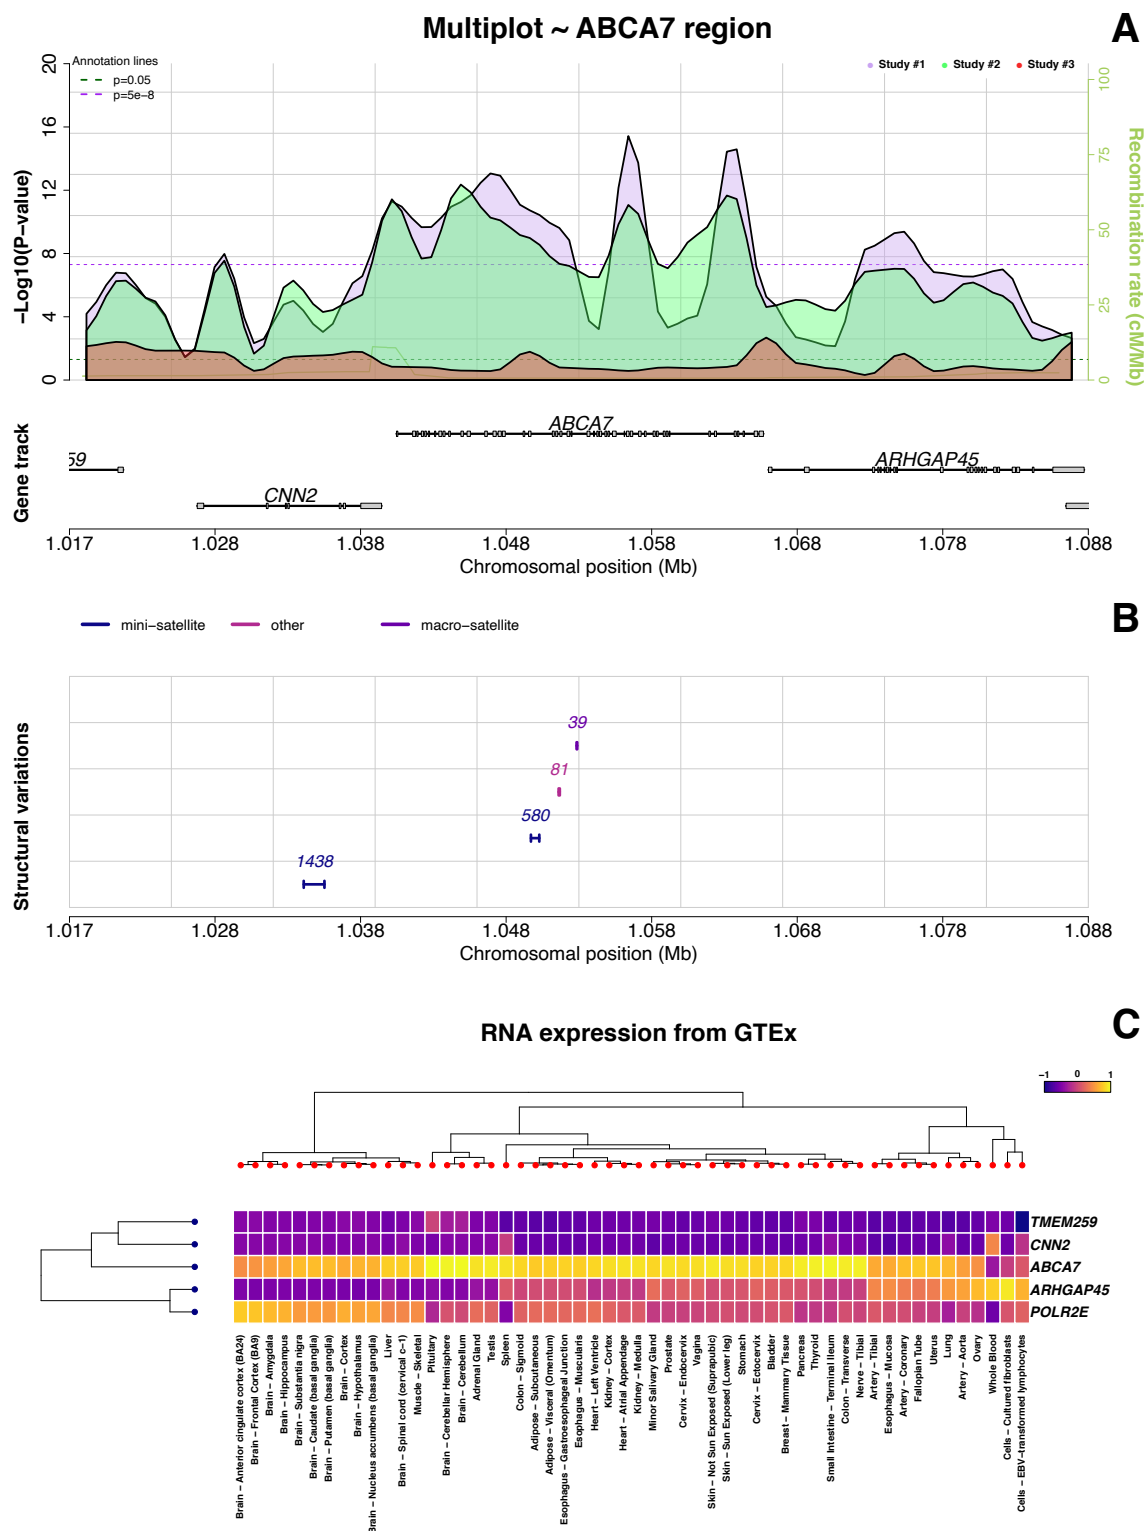 Multiplot ~ ABCA7 region
A
Annotation lines
p=0.05
p=5e−8
Study #1
Study #2
Study #3
−Log10(P−value)
0
4
8
12
16
20
Recombination rate (cM/Mb)
0
25
50
75
100
Gene track
ABCA7
59
ARHGAP45
CNN2
1.017 1.028 1.038 1.048 1.058 1.068 1.078 1.088
Chromosomal position (Mb)
B
mini−satellite
other
macro−satellite
Structural variations
39
81
580
1438
1.017 1.028 1.038 1.048 1.058 1.068 1.078 1.088
Chromosomal position (Mb)
C
RNA expression from GTEx
−1 0 1
TMEM259
CNN2
ABCA7
ARHGAP45
POLR2E
Brain − Anterior cingulate cortex (BA24)
Brain − Frontal Cortex (BA9)
Brain − Amygdala
Brain − Hippocampus
Brain − Substantia nigra
Brain − Caudate (basal ganglia)
Brain − Putamen (basal ganglia)
Brain − Cortex
Brain − Hypothalamus
Brain − Nucleus accumbens (basal ganglia)
Liver
Brain − Spinal cord (cervical c−1)
Muscle − Skeletal
Pituitary
Brain − Cerebellar Hemisphere
Brain − Cerebellum
Adrenal Gland
Testis
Spleen
Colon − Sigmoid
Adipose − Subcutaneous
Adipose − Visceral (Omentum)
Esophagus − Gastroesophageal Junction
Esophagus − Muscularis
Heart − Left Ventricle
Kidney − Cortex
Heart − Atrial Appendage
Kidney − Medulla
Minor Salivary Gland
Prostate
Cervix − Endocervix
Vagina
Skin − Not Sun Exposed (Suprapubic)
Skin − Sun Exposed (Lower leg)
Stomach
Cervix − Ectocervix
Bladder
Breast − Mammary Tissue
Pancreas
Thyroid
Small Intestine − Terminal Ileum
Colon − Transverse
Nerve − Tibial
Artery − Tibial
Esophagus − Mucosa
Artery − Coronary
Fallopian Tube
Uterus
Lung
Artery − Aorta
Ovary
Whole Blood
Cells − Cultured fibroblasts
Cells − EBV−transformed lymphocytes